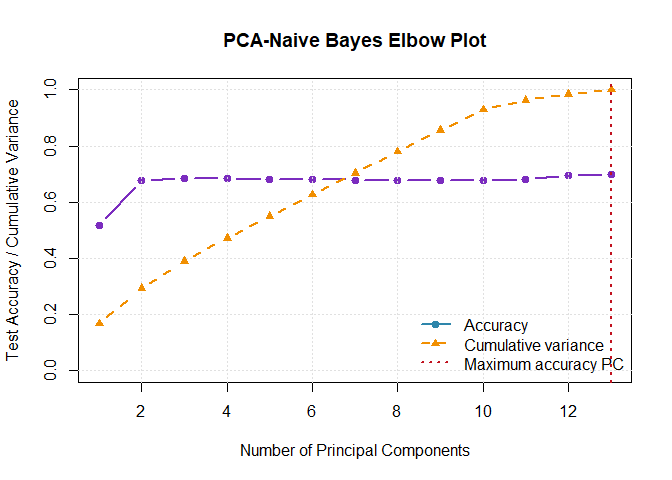 PCA-Naive Bayes Elbow Plot
Test Accuracy / Cumulative Variance
1.0
0.8
0.6
0.4
0.2
0.0
Accuracy
Cumulative variance
Maximum accuracy PC
2 4 6 8 10 12
Number of Principal Components